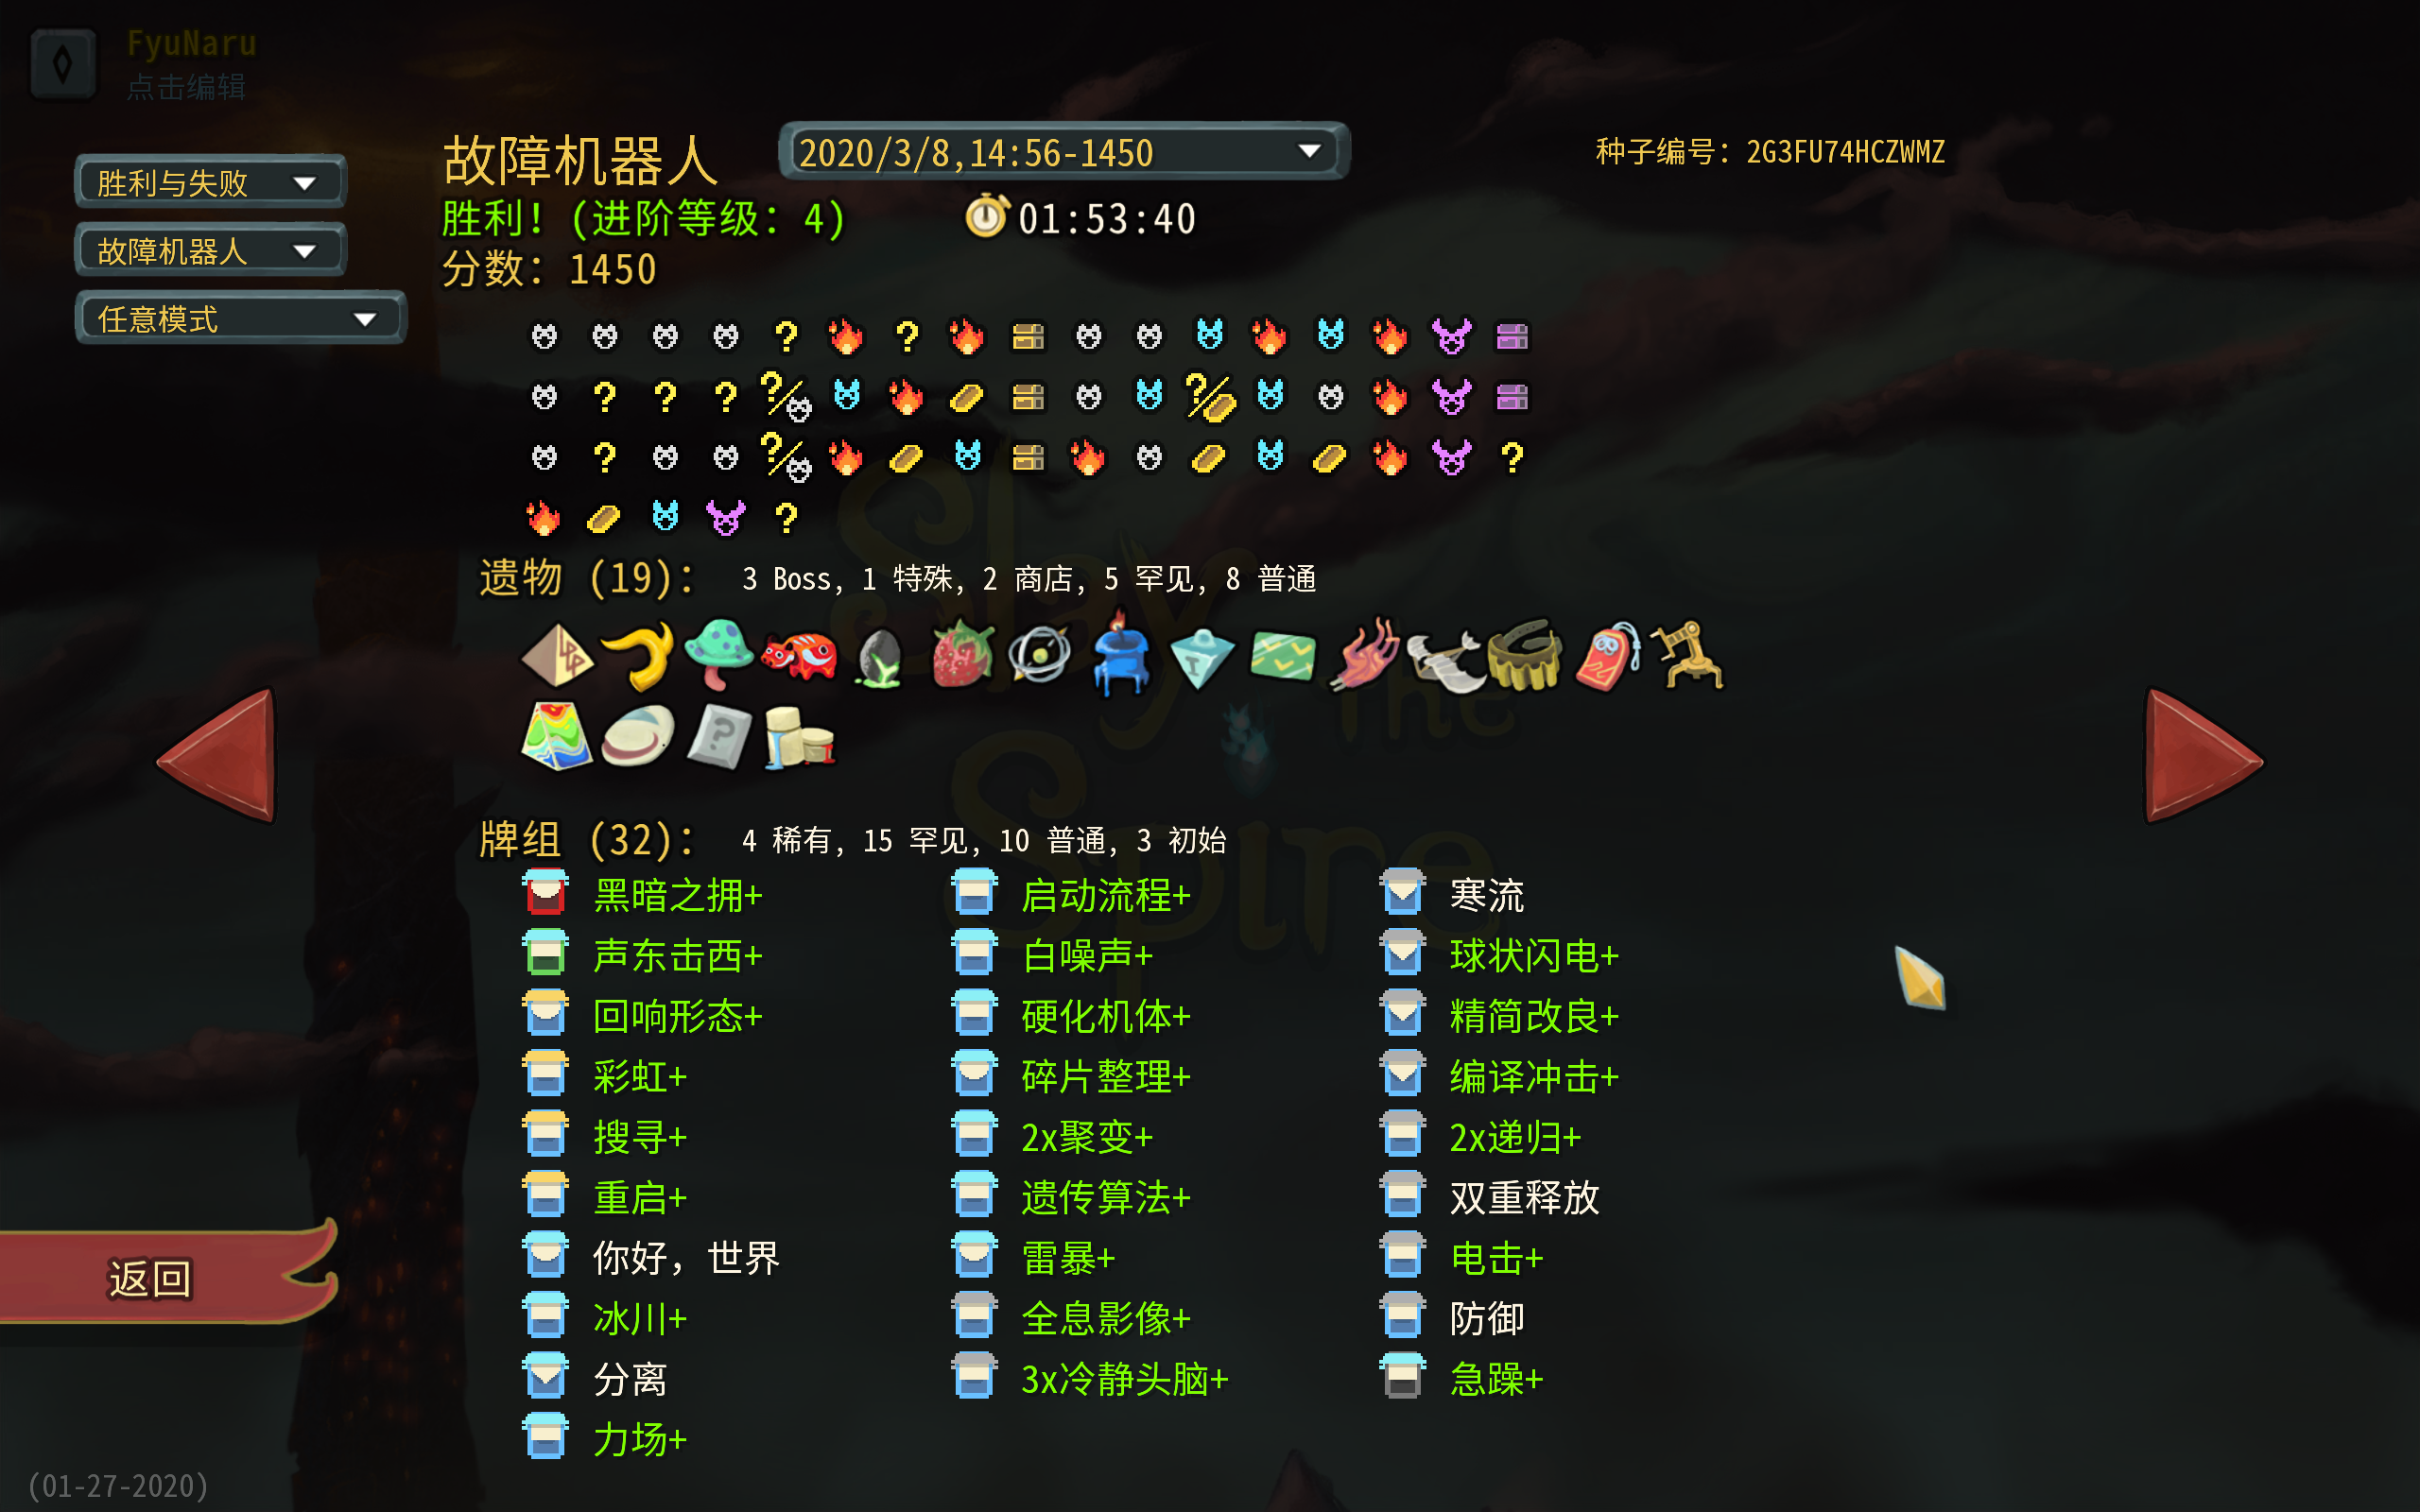 FyuNaru
点击编辑
胜利与失败
故障机器人
任意模式
故障机器人
2020/3/8,14:56-1450
种子编号: 2G3FU74HCZWMZ
胜利! (进阶等级: 4)
01:53:40
分数: 1450
遗物 (19):
3 Boss, 1 特殊, 2 商店, 5 罕见, 8 普通
牌组 (32):
4 稀有, 15 罕见, 10 普通, 3 初始
黑暗之拥+
启动流程+
寒流
声东击西+
白噪声+
球状闪电+
回响形态+
硬化机体+
精简改良+
彩虹+
碎片整理+
编译冲击+
搜寻+
2x聚变+
2x递归+
重启+
遗传算法+
双重释放
你好, 世界
雷暴+
电击+
冰川+
全息影像+
防御
分离
3x冷静头脑+
急躁+
力场+
返回
(01-27-2020)
Slay
the
Spire